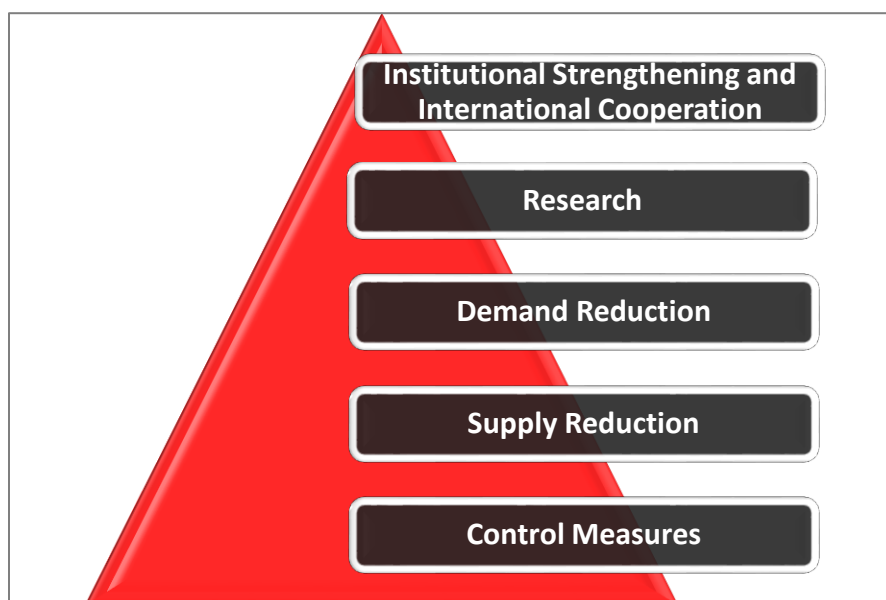 Institutional Strengthening and
International Cooperation
Research
Demand Reduction
Supply Reduction
Control Measures